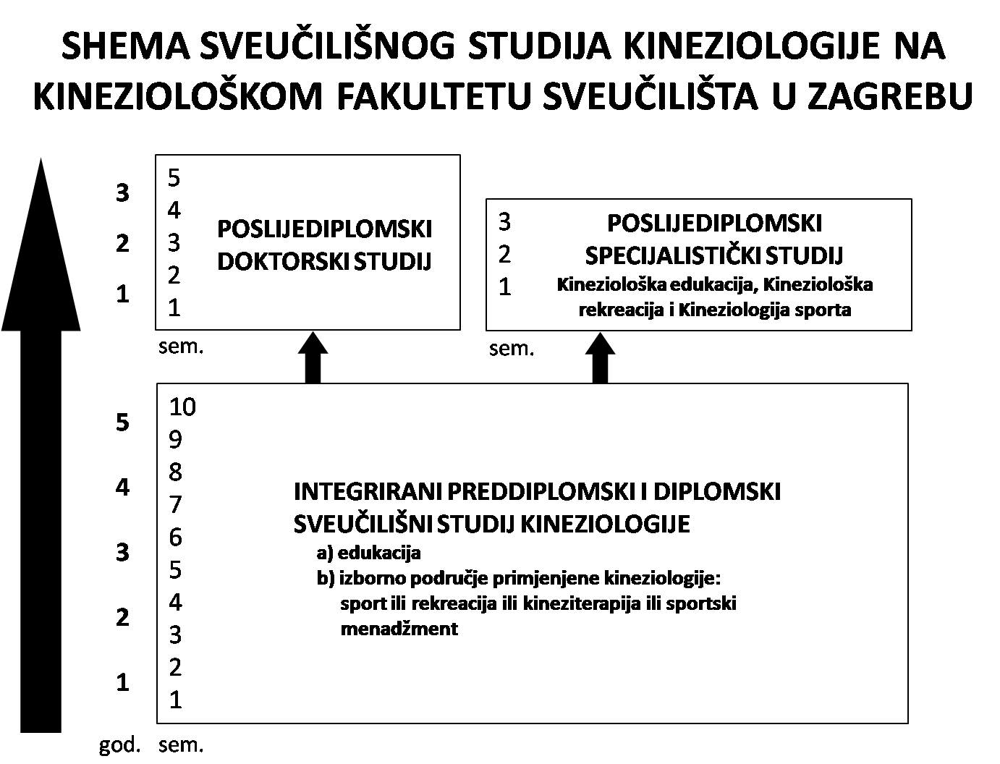 SHEMA SVEUČILIŠNOG STUDIJA KINEZIOLOGIJE NA
KINEZIOLOŠKOM FAKULTETU SVEUČILIŠTA U ZAGREBU
3
2
1
5
4
3
2
1
sem.
POSLIJEDIPLOMSKI
DOKTORSKI STUDIJ
3
2
1
sem.
POSLIJEDIPLOMSKI
SPECIJALISTIČKI STUDIJ
Kineziološka edukacija, Kineziološka
rekreacija i Kineziologija sporta
5
4
3
2
1
god.
10
9
8
7
6
5
4
3
2
1
sem.
INTEGRIRANI PREDDIPLOMSKI I DIPLOMSKI
SVEUČILIŠNI STUDIJ KINEZIOLOGIJE
a) edukacija
b) izborno područje primjenjene kineziologije:
sport ili rekreacija ili kineziterapija ili sportski
menadžment